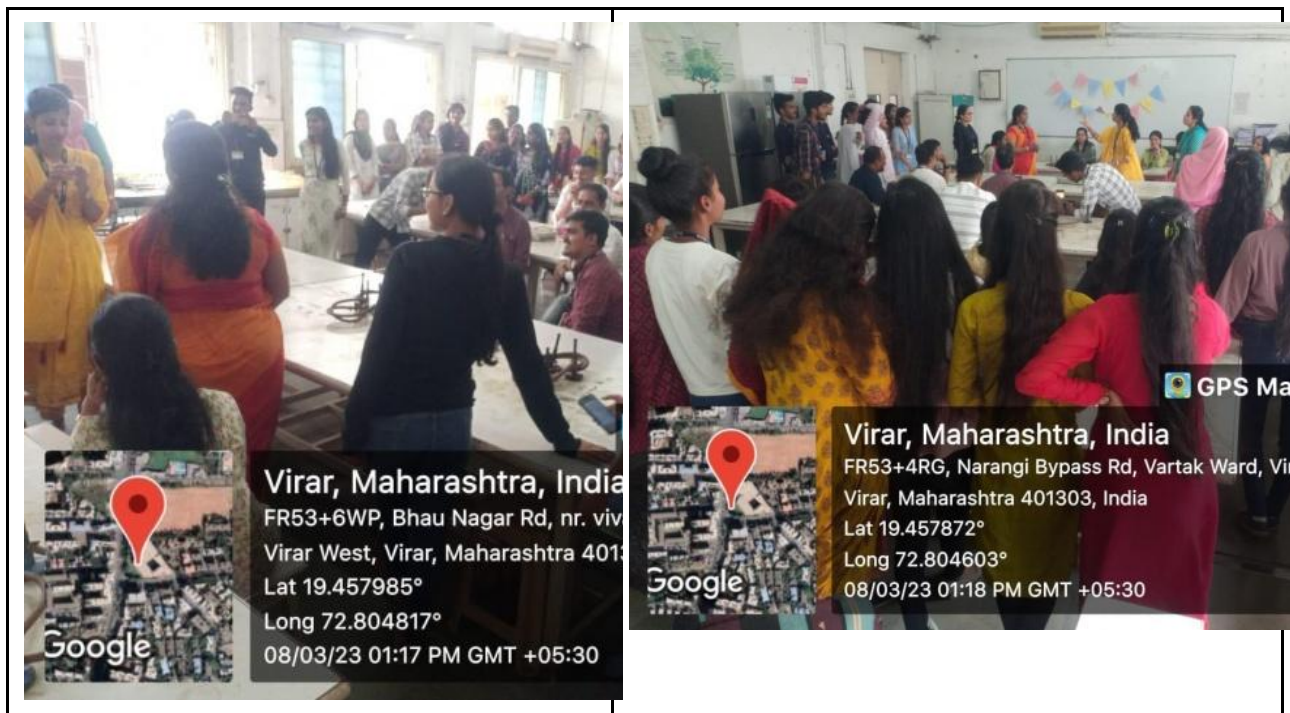 Virar, Maharashtra, India
FR53+6WP, Bhau Nagar Rd, nr.
Virar West, Virar, Maharashtra
Lat 19.457985°
Long 72.804817°
08/03/23 01:17 PM GMT +05:30
Google
GPS
Virar, Maharashtra, India
FR53+4RG, Narangi Bypass Rd, Vartak Ward,
Virar, Maharashtra 401303, India
Lat 19.457872°
Long 72.804603°
08/03/23 01:18 PM GMT +05:30
Google